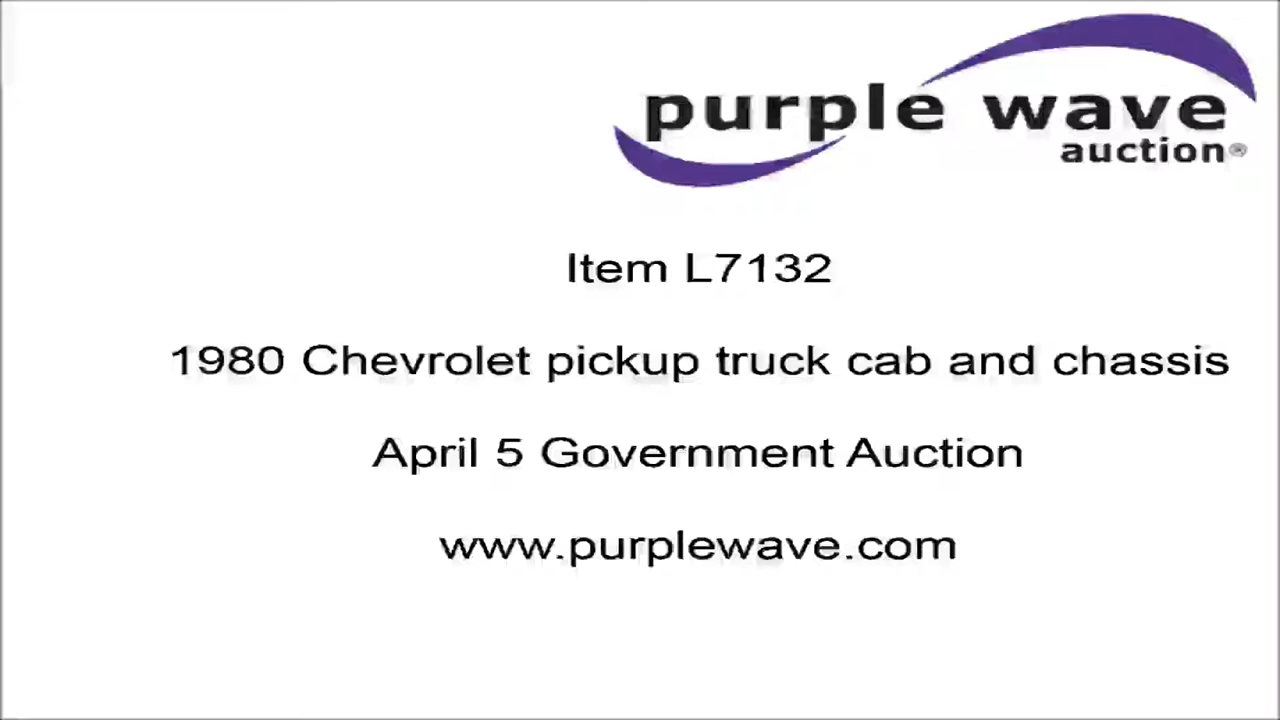 purple wave
auction®
Item L7132
1980 Chevrolet pickup truck cab and chassis
April 5 Government Auction
www.purplewave.com